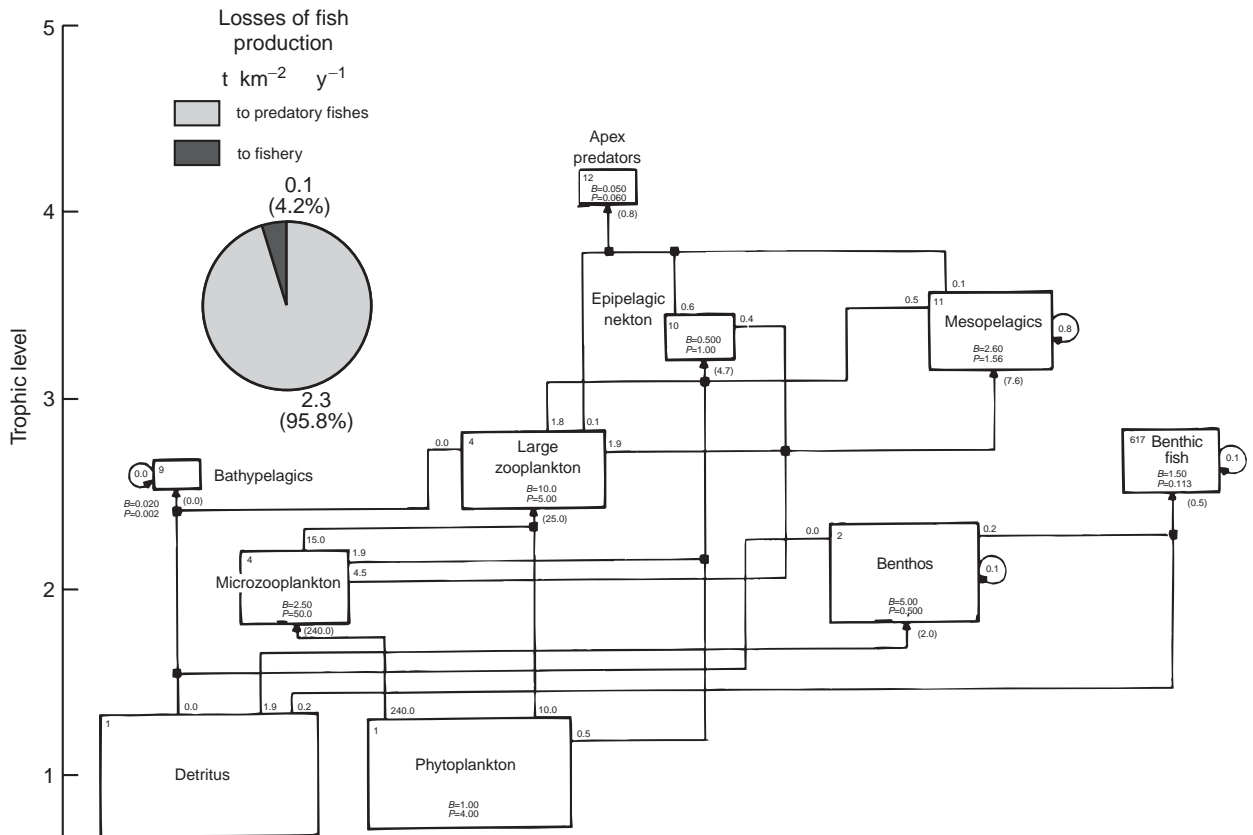 Losses of fish
production
t km−2 y−1
to predatory fishes
to fishery
0.1
(4.2%)
2.3
(95.8%)
Trophic level
5
4
3
2
1
Apex
predators
12
B=0.050
P=0.060
(0.8)
Epipelagic
nekton
0.6
10
0.4
B=0.500
P=1.00
(4.7)
0.1
0.5
11
Mesopelagics
0.8
B=2.60
P=1.56
(7.6)
1.8
0.1
0.0
4
Large
zooplankton
1.9
B=10.0
P=5.00
(25.0)
617
Benthic
fish
B=1.50
P=0.113
0.1
(0.5)
0.0
9
Bathypelagics
B=0.020
P=0.002
(0.0)
15.0
4
1.9
Microzooplankton
4.5
B=2.50
P=50.0
(240.0)
0.0
2
0.2
Benthos
0.1
B=5.00
P=0.500
(2.0)
0.0
1.9
0.2
1
Detritus
240.0
10.0
1
0.5
Phytoplankton
B=1.00
P=4.00